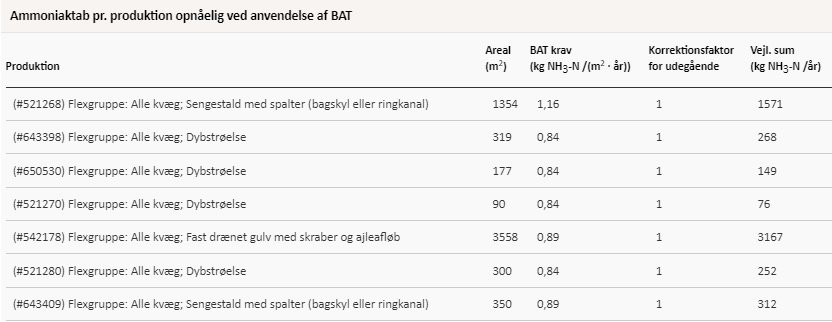 Ammoniaktab pr. produktion opnåelig ved anvendelse af BAT
Produktion Areal (m²) BAT krav (kg NH3-N /(m² · år)) Korrektionsfaktor for udegående Vejl. sum (kg NH3-N /år)
(#521268) Flexgruppe: Alle kvæg; Sengestald med spalter (bagskyl eller ringkanal) 1354 1,16 1 1571
(#643398) Flexgruppe: Alle kvæg; Dybstrøelse 319 0,84 1 268
(#650530) Flexgruppe: Alle kvæg; Dybstrøelse 177 0,84 1 149
(#521270) Flexgruppe: Alle kvæg; Dybstrøelse 90 0,84 1 76
(#542178) Flexgruppe: Alle kvæg; Fast drænet gulv med skraber og ajleafløb 3558 0,89 1 3167
(#521280) Flexgruppe: Alle kvæg; Dybstrøelse 300 0,84 1 252
(#643409) Flexgruppe: Alle kvæg; Sengestald med spalter (bagskyl eller ringkanal) 350 0,89 1 312